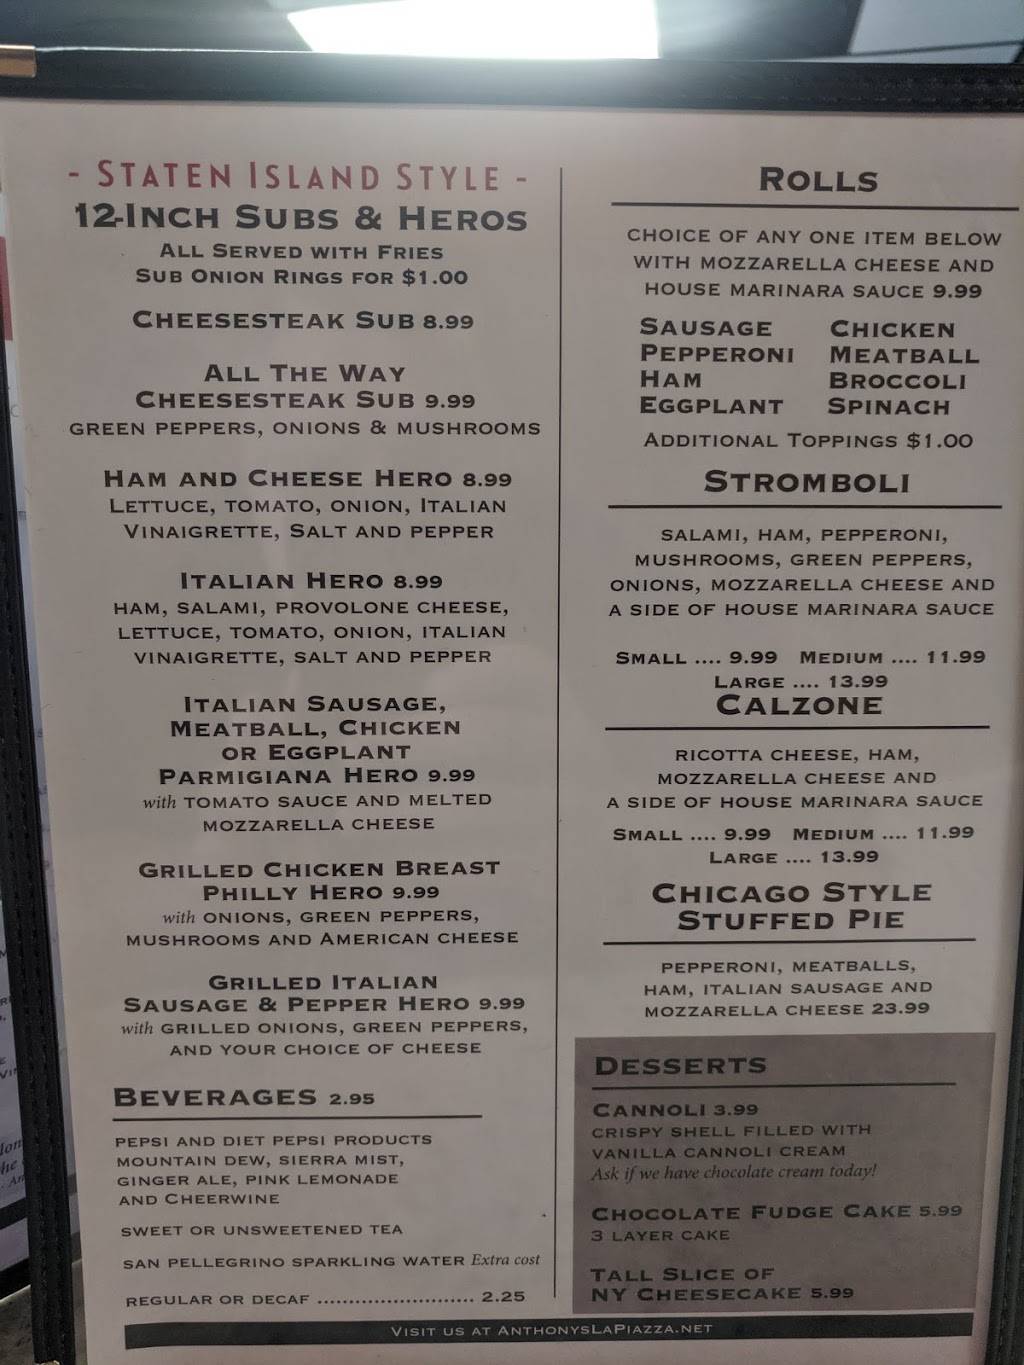 - Staten Island Style -
12-Inch Subs & Heros
All Served with Fries
Sub Onion Rings for $1.00
Cheesesteak Sub 8.99
All The Way
Cheesesteak Sub 9.99
green peppers, onions & mushrooms
Ham and Cheese Hero 8.99
Lettuce, tomato, onion, Italian
Vinaigrette, Salt and pepper
Italian Hero 8.99
ham, salami, provolone cheese,
lettuce, tomato, onion, italian
vinaigrette, salt and pepper
Italian Sausage,
Meatball, Chicken
or Eggplant
Parmigiana Hero 9.99
with tomato sauce and melted
mozzarella cheese
Grilled Chicken Breast
Philly Hero 9.99
with onions, green peppers,
mushrooms and American cheese
Grilled Italian
Sausage & Pepper Hero 9.99
with grilled onions, green peppers,
and your choice of cheese
Beverages 2.95
pepsi and diet pepsi products
mountain dew, sierra mist,
ginger ale, pink lemonade
and Cheerwine
sweet or unsweetened tea
san pellegrino sparkling water Extra cost
regular or decaf ......................... 2.25
Rolls
choice of any one item below
with mozzarella cheese and
house marinara sauce 9.99
Sausage Chicken
Pepperoni Meatball
Ham Broccoli
Eggplant Spinach
Additional Toppings $1.00
Stromboli
salami, ham, pepperoni,
mushrooms, green peppers,
onions, mozzarella cheese and
a side of house marinara sauce
Small .... 9.99 Medium .... 11.99
Large .... 13.99
Calzone
ricotta cheese, ham,
mozzarella cheese and
a side of house marinara sauce
Small .... 9.99 Medium .... 11.99
Large .... 13.99
Chicago Style
Stuffed Pie
pepperoni, meatballs,
ham, italian sausage and
mozzarella cheese 23.99
Desserts
Cannoli 3.99
crispy shell filled with
vanilla cannoli cream
Ask if we have chocolate cream today!
Chocolate Fudge Cake 5.99
3 layer cake
Tall Slice of
NY Cheesecake 5.99
Visit us at AnthonysLaPiazza.net